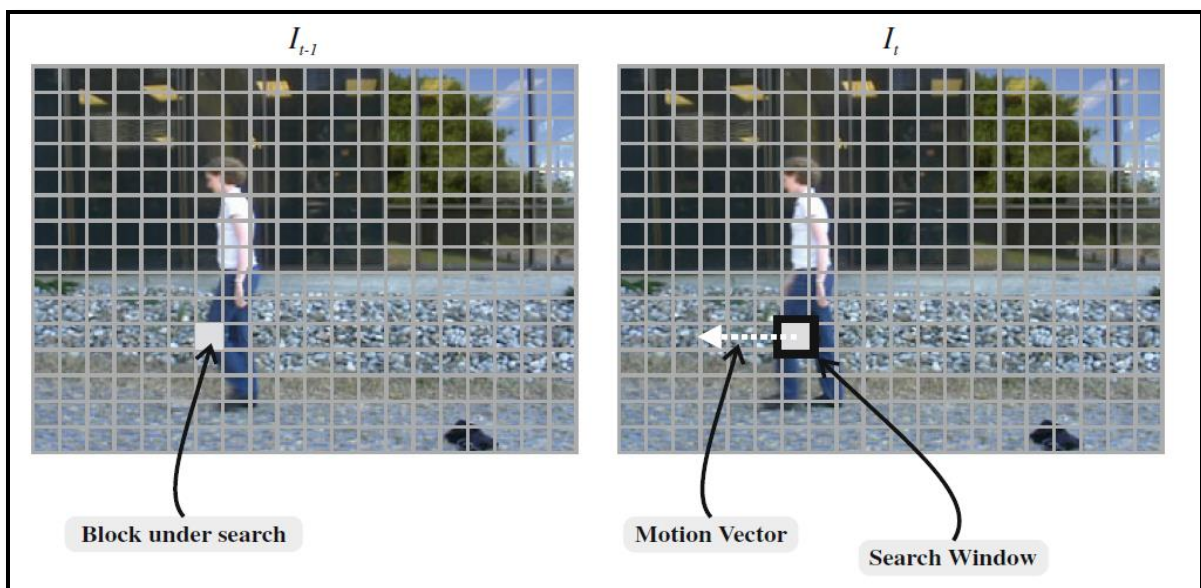 I_{t-1}
I_t
Block under search
Motion Vector
Search Window